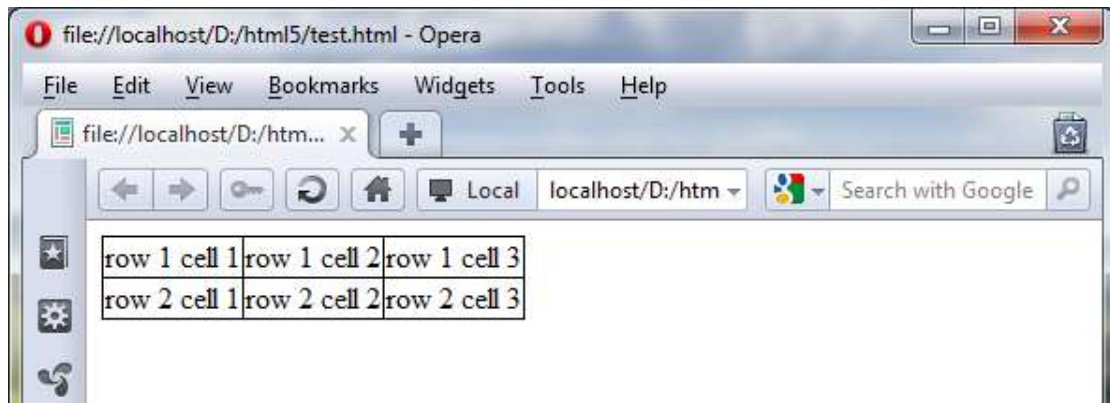 file://localhost/D:/html5/test.html - Opera
File Edit View Bookmarks Widgets Tools Help
file://localhost/D:/htm...
Local localhost/D:/htm Search with Google
row 1 cell 1 row 1 cell 2 row 1 cell 3
row 2 cell 1 row 2 cell 2 row 2 cell 3